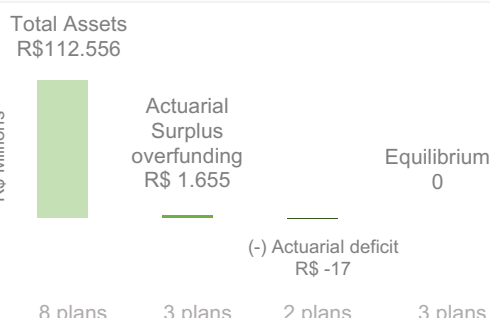 Total Assets
R$112.556
Actuarial
Surplus
overfunding
R$ 1.655
Equilibrium
0
(-) Actuarial deficit
R$ -17
8 plans
3 plans
2 plans
3 plans